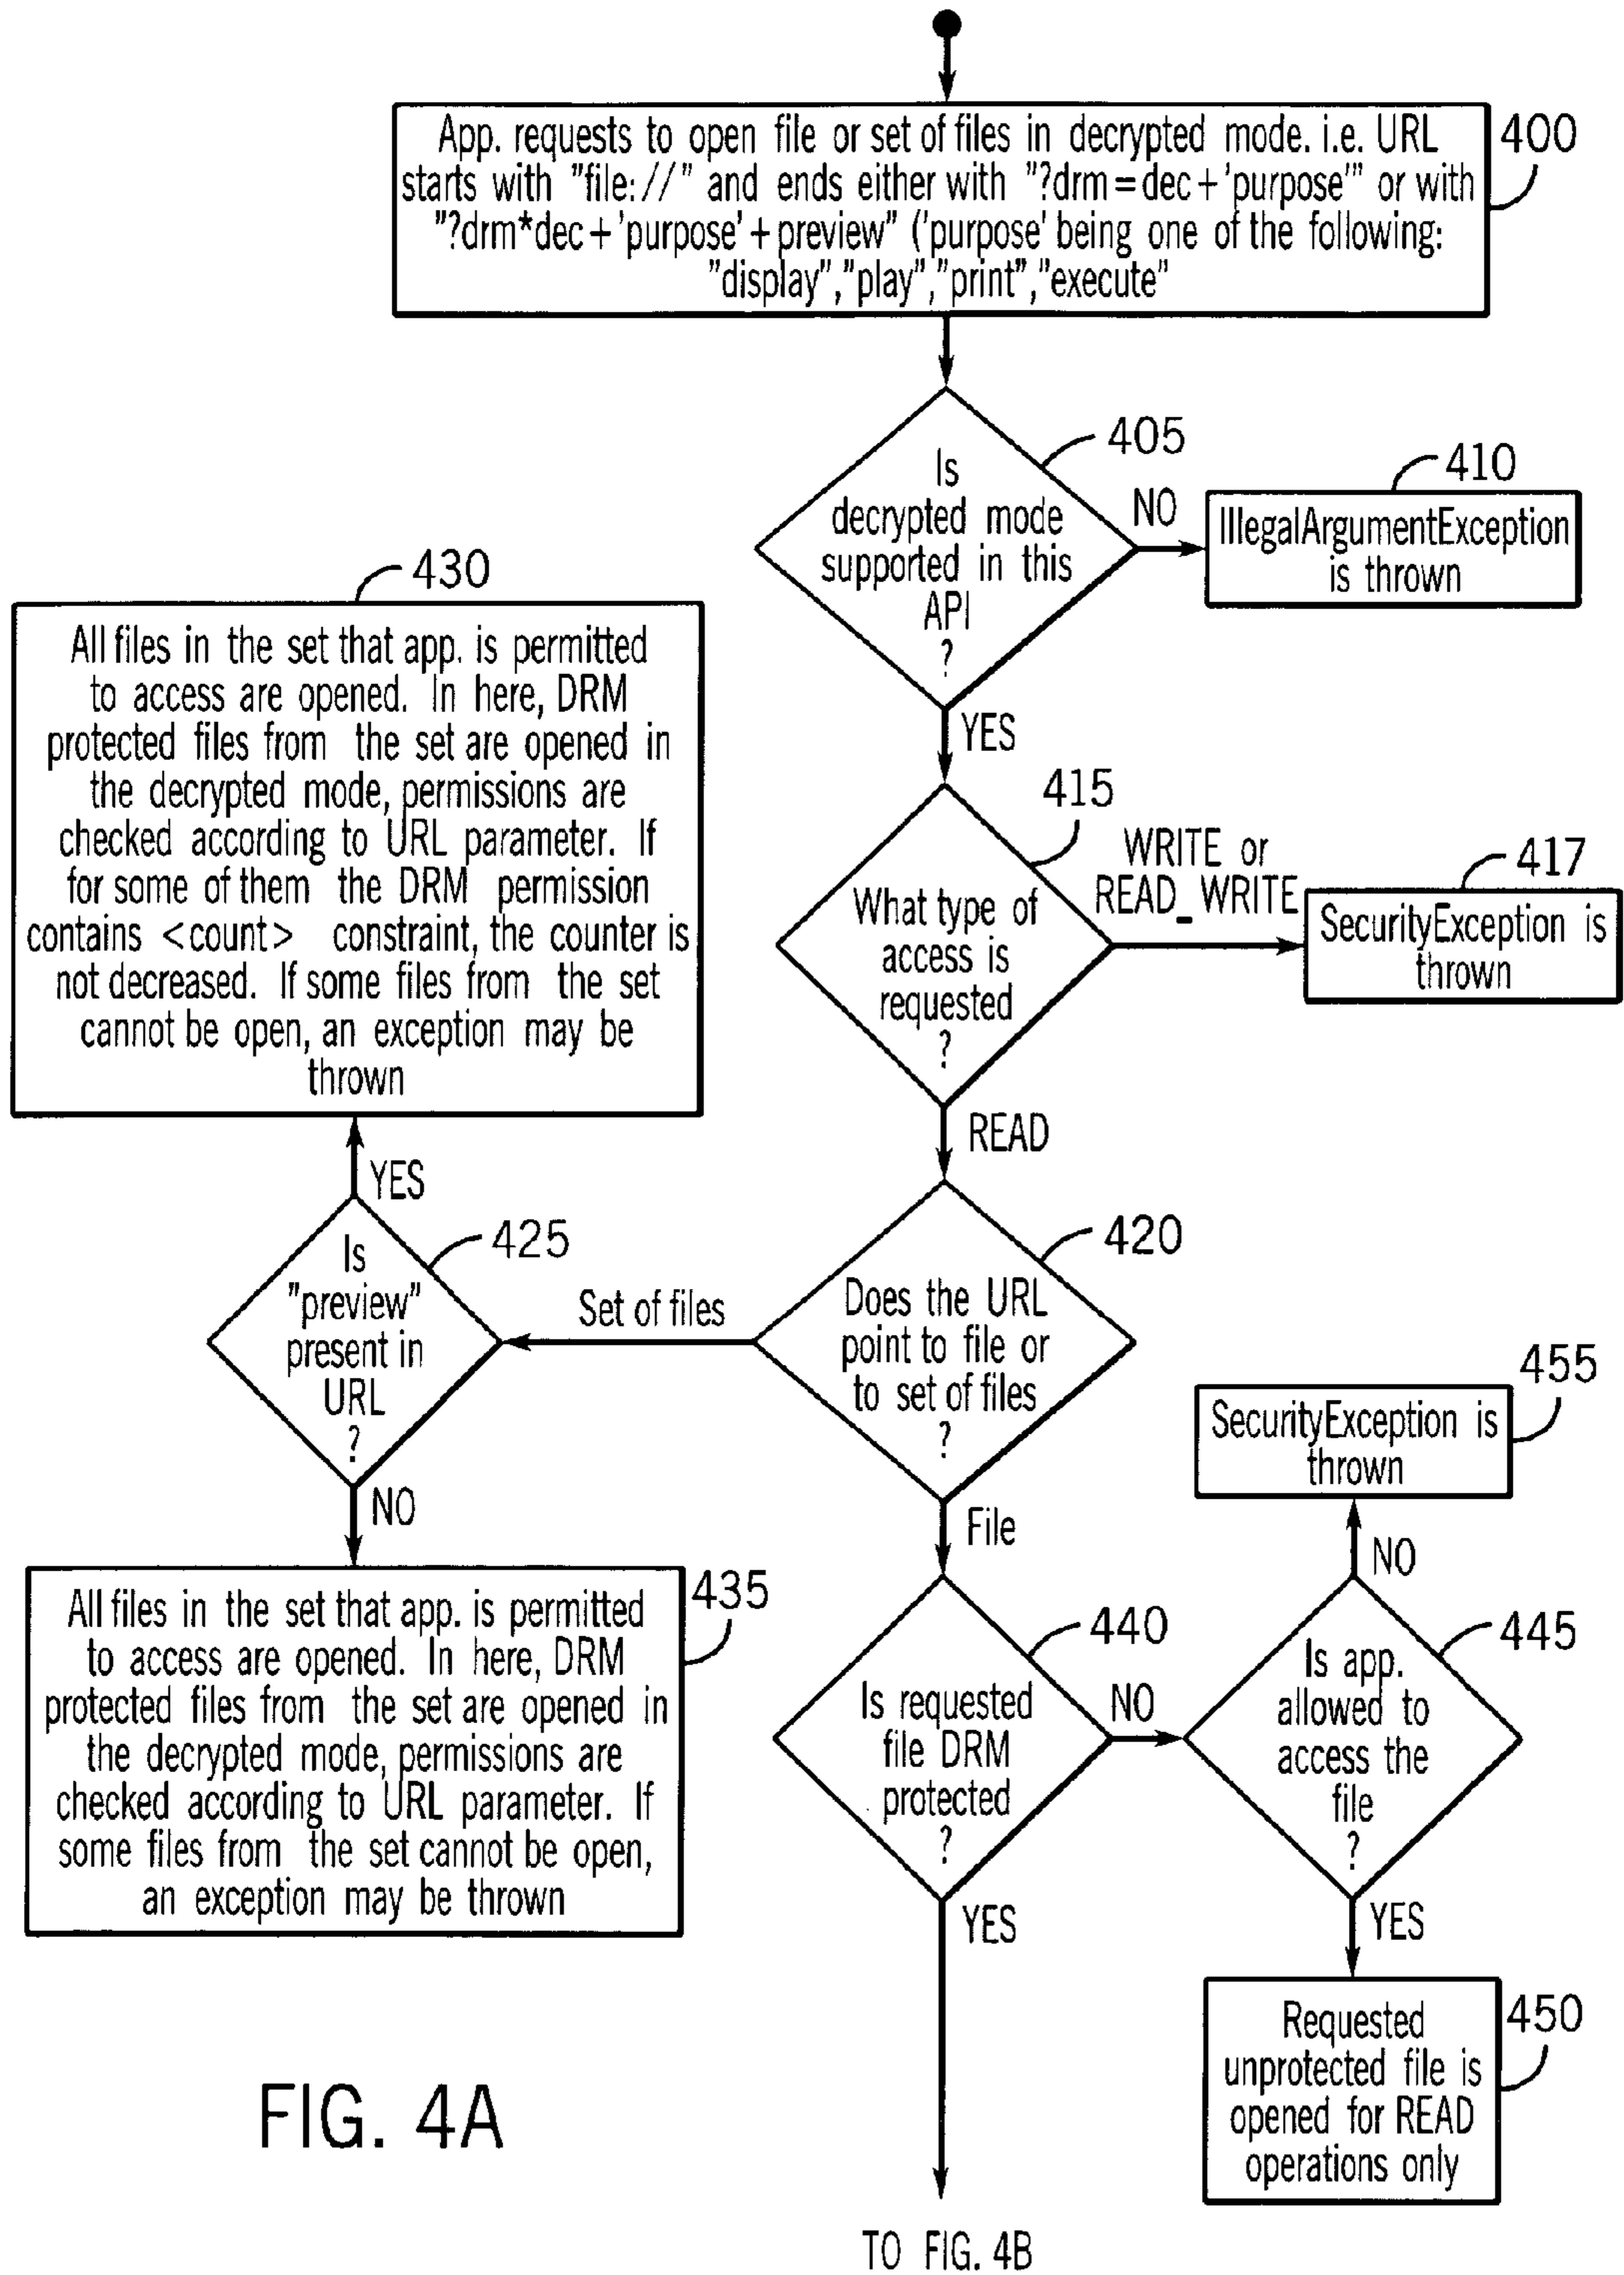 App. requests to open file or set of files in decrypted mode. i.e. URL
starts with "file://" and ends either with "?drm=dec+'purpose'" or with
"?drm*dec+'purpose'+preview" ('purpose' being one of the following:
"display","play","print","execute"
400
Is
decrypted mode
supported in this
API
?
405
NO
410
IllegalArgumentException
is thrown
YES
430
All files in the set that app. is permitted
to access are opened. In here, DRM
protected files from the set are opened in
the decrypted mode, permissions are
checked according to URL parameter. If
for some of them the DRM permission
contains <count> constraint, the counter is
not decreased. If some files from the set
cannot be open, an exception may be
thrown
What type of
access is
requested
?
415
WRITE or
READ_WRITE
417
SecurityException is
thrown
READ
YES
Is
"preview"
present in
URL
?
425
Set of files
Does the URL
point to file or
to set of files
?
420
455
SecurityException is
thrown
NO
File
NO
All files in the set that app. is permitted
to access are opened. In here, DRM
protected files from the set are opened in
the decrypted mode, permissions are
checked according to URL parameter. If
some files from the set cannot be open,
an exception may be thrown
435
Is requested
file DRM
protected
?
440
NO
Is app.
allowed to
access the
file
?
445
YES
YES
Requested
unprotected file is
opened for READ
operations only
450
FIG. 4A
TO FIG. 4B